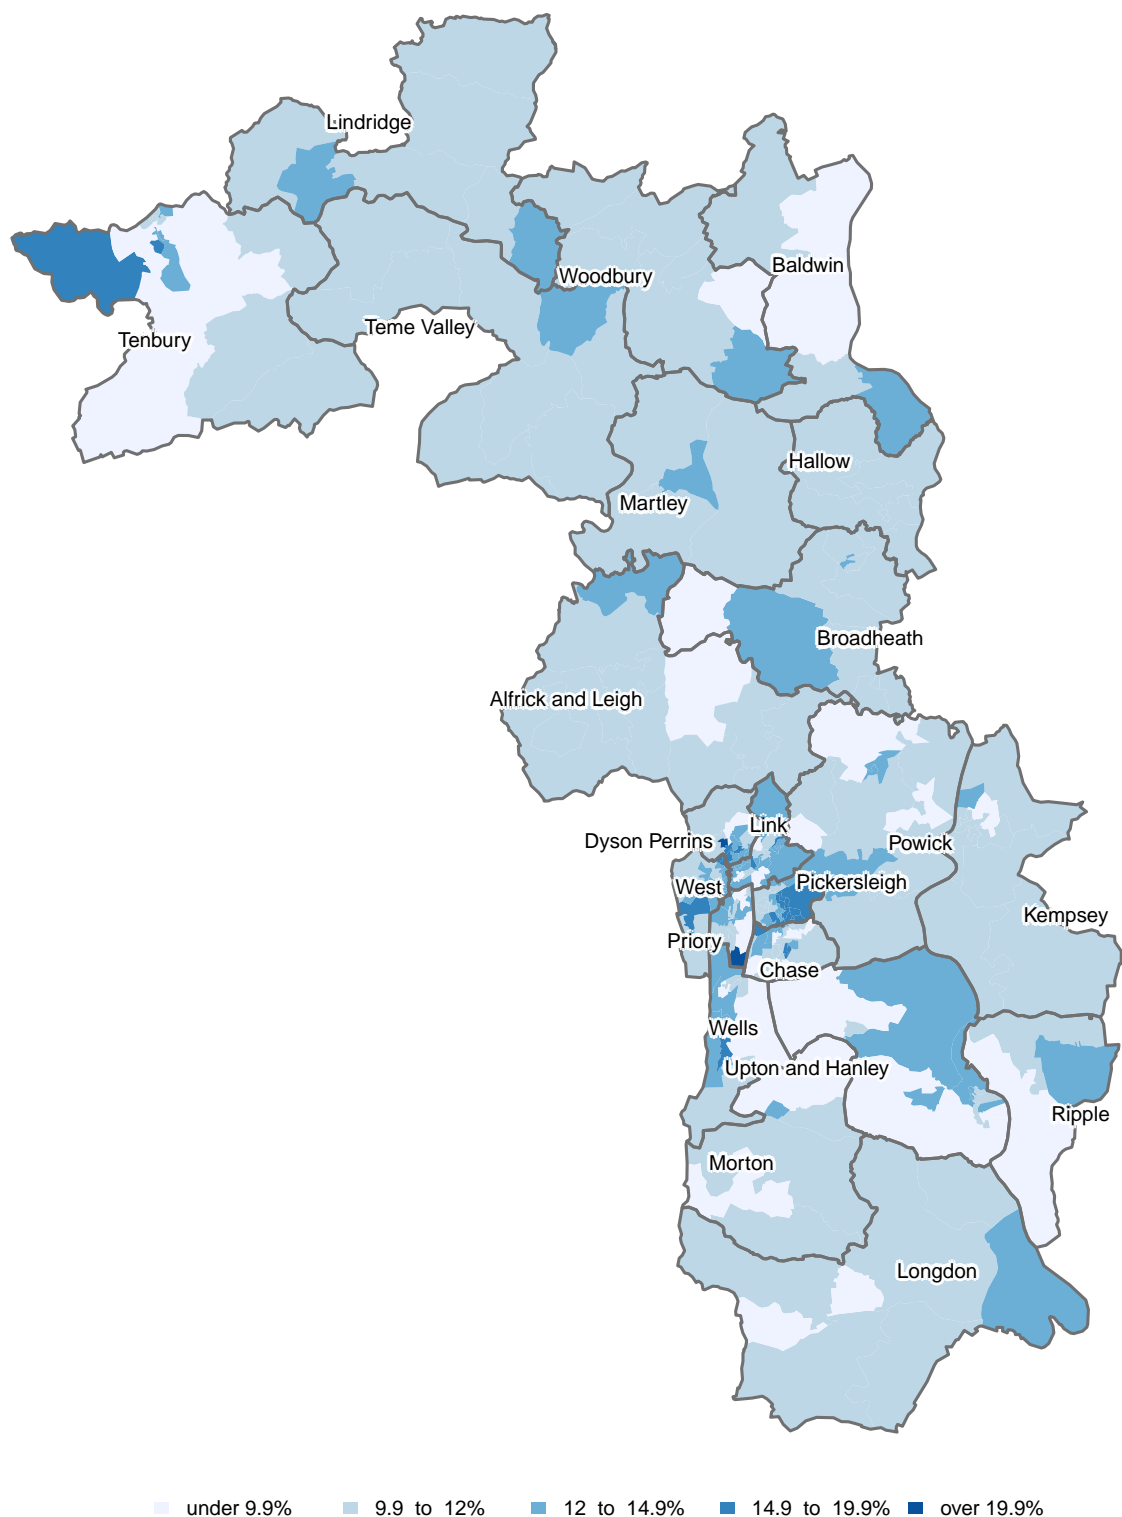 Lindridge
Baldwin
Woodbury
Teme Valley
Tenbury
Hallow
Martley
Broadheath
Alfrick and Leigh
Link
Dyson Perrins
Powick
Pickersleigh
West
Kempsey
Priory
Chase
Wells
Upton and Hanley
Ripple
Morton
Longdon
under 9.9%
9.9 to 12%
12 to 14.9%
14.9 to 19.9%
over 19.9%